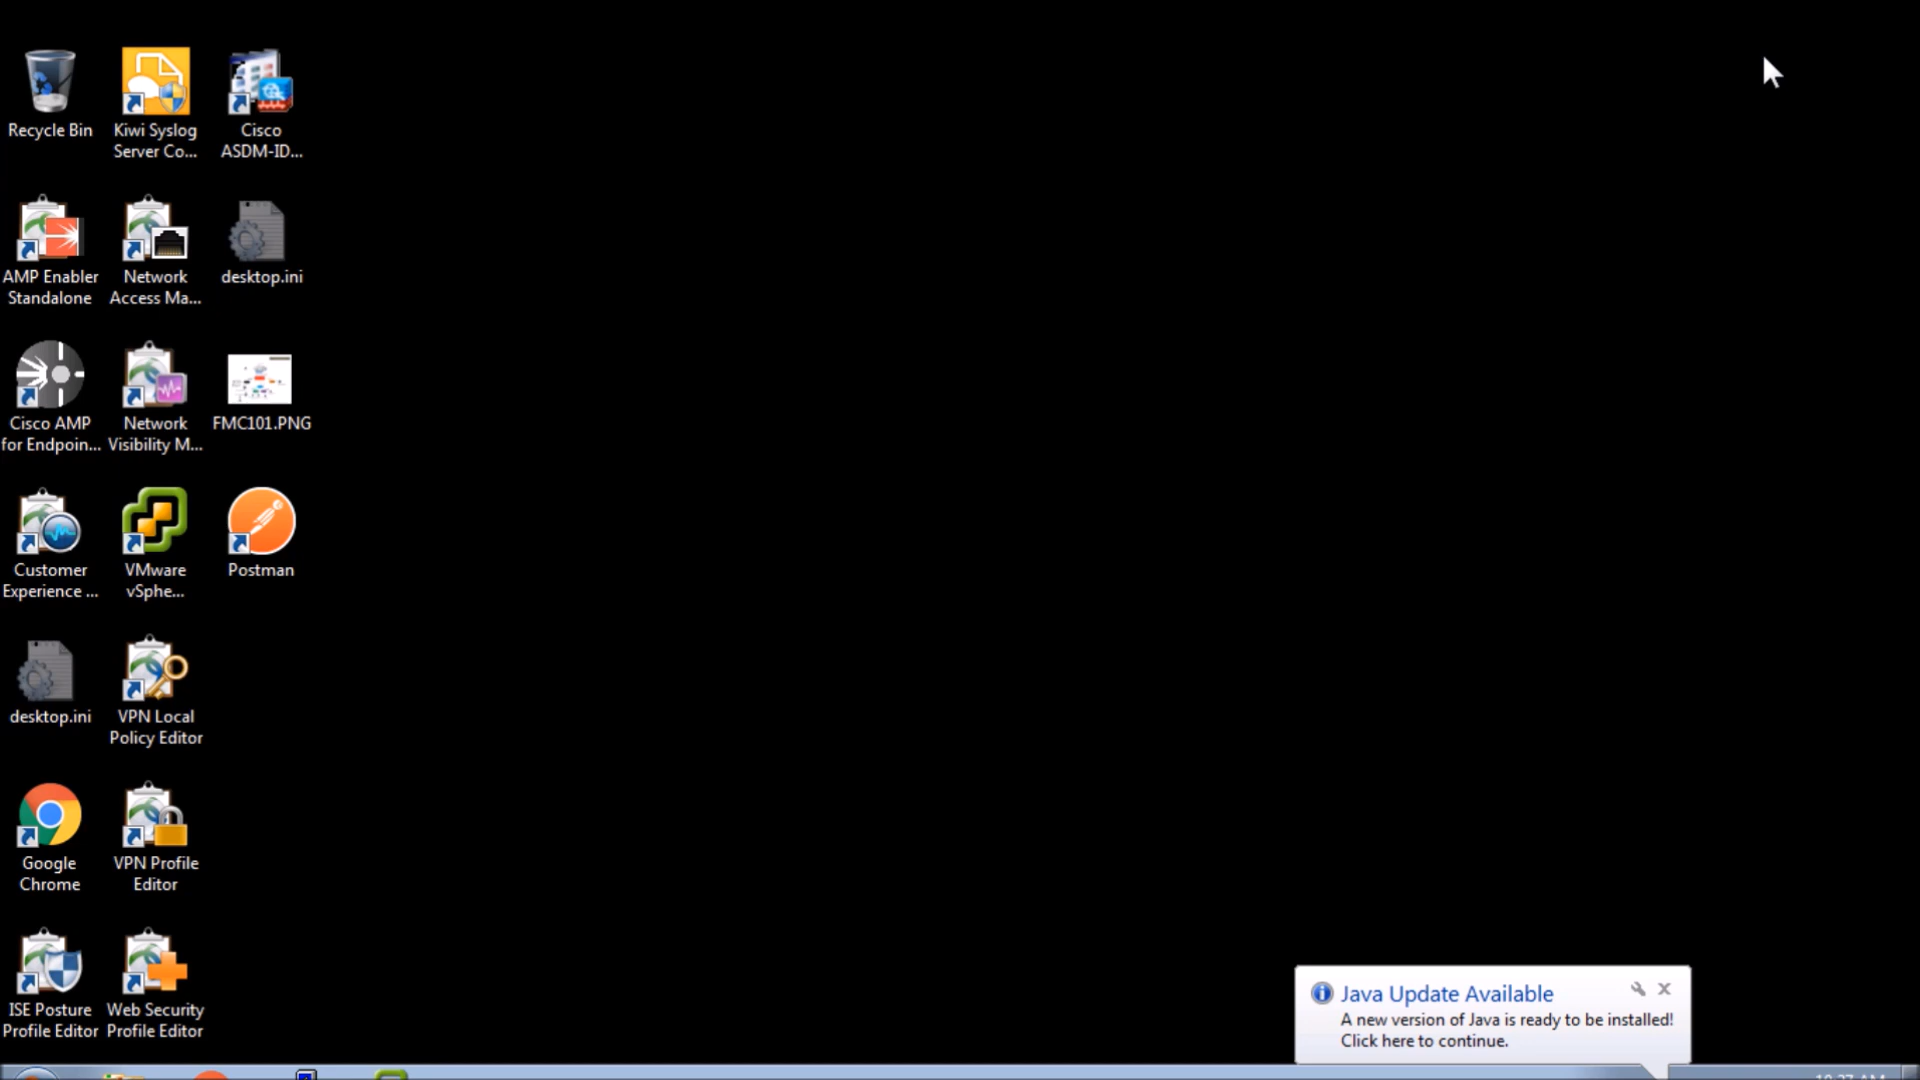 Recycle Bin
Kiwi Syslog
Server Co...
Cisco
ASDM-ID...
AMP Enabler
Standalone
Network
Access Ma...
desktop.ini
Cisco AMP
for Endpoin...
Network
Visibility M...
FMC101.PNG
Customer
Experience ...
VMware
vSphe...
Postman
desktop.ini
VPN Local
Policy Editor
Google
Chrome
VPN Profile
Editor
ISE Posture
Profile Editor
Web Security
Profile Editor
Java Update Available
A new version of Java is ready to be installed!
Click here to continue.